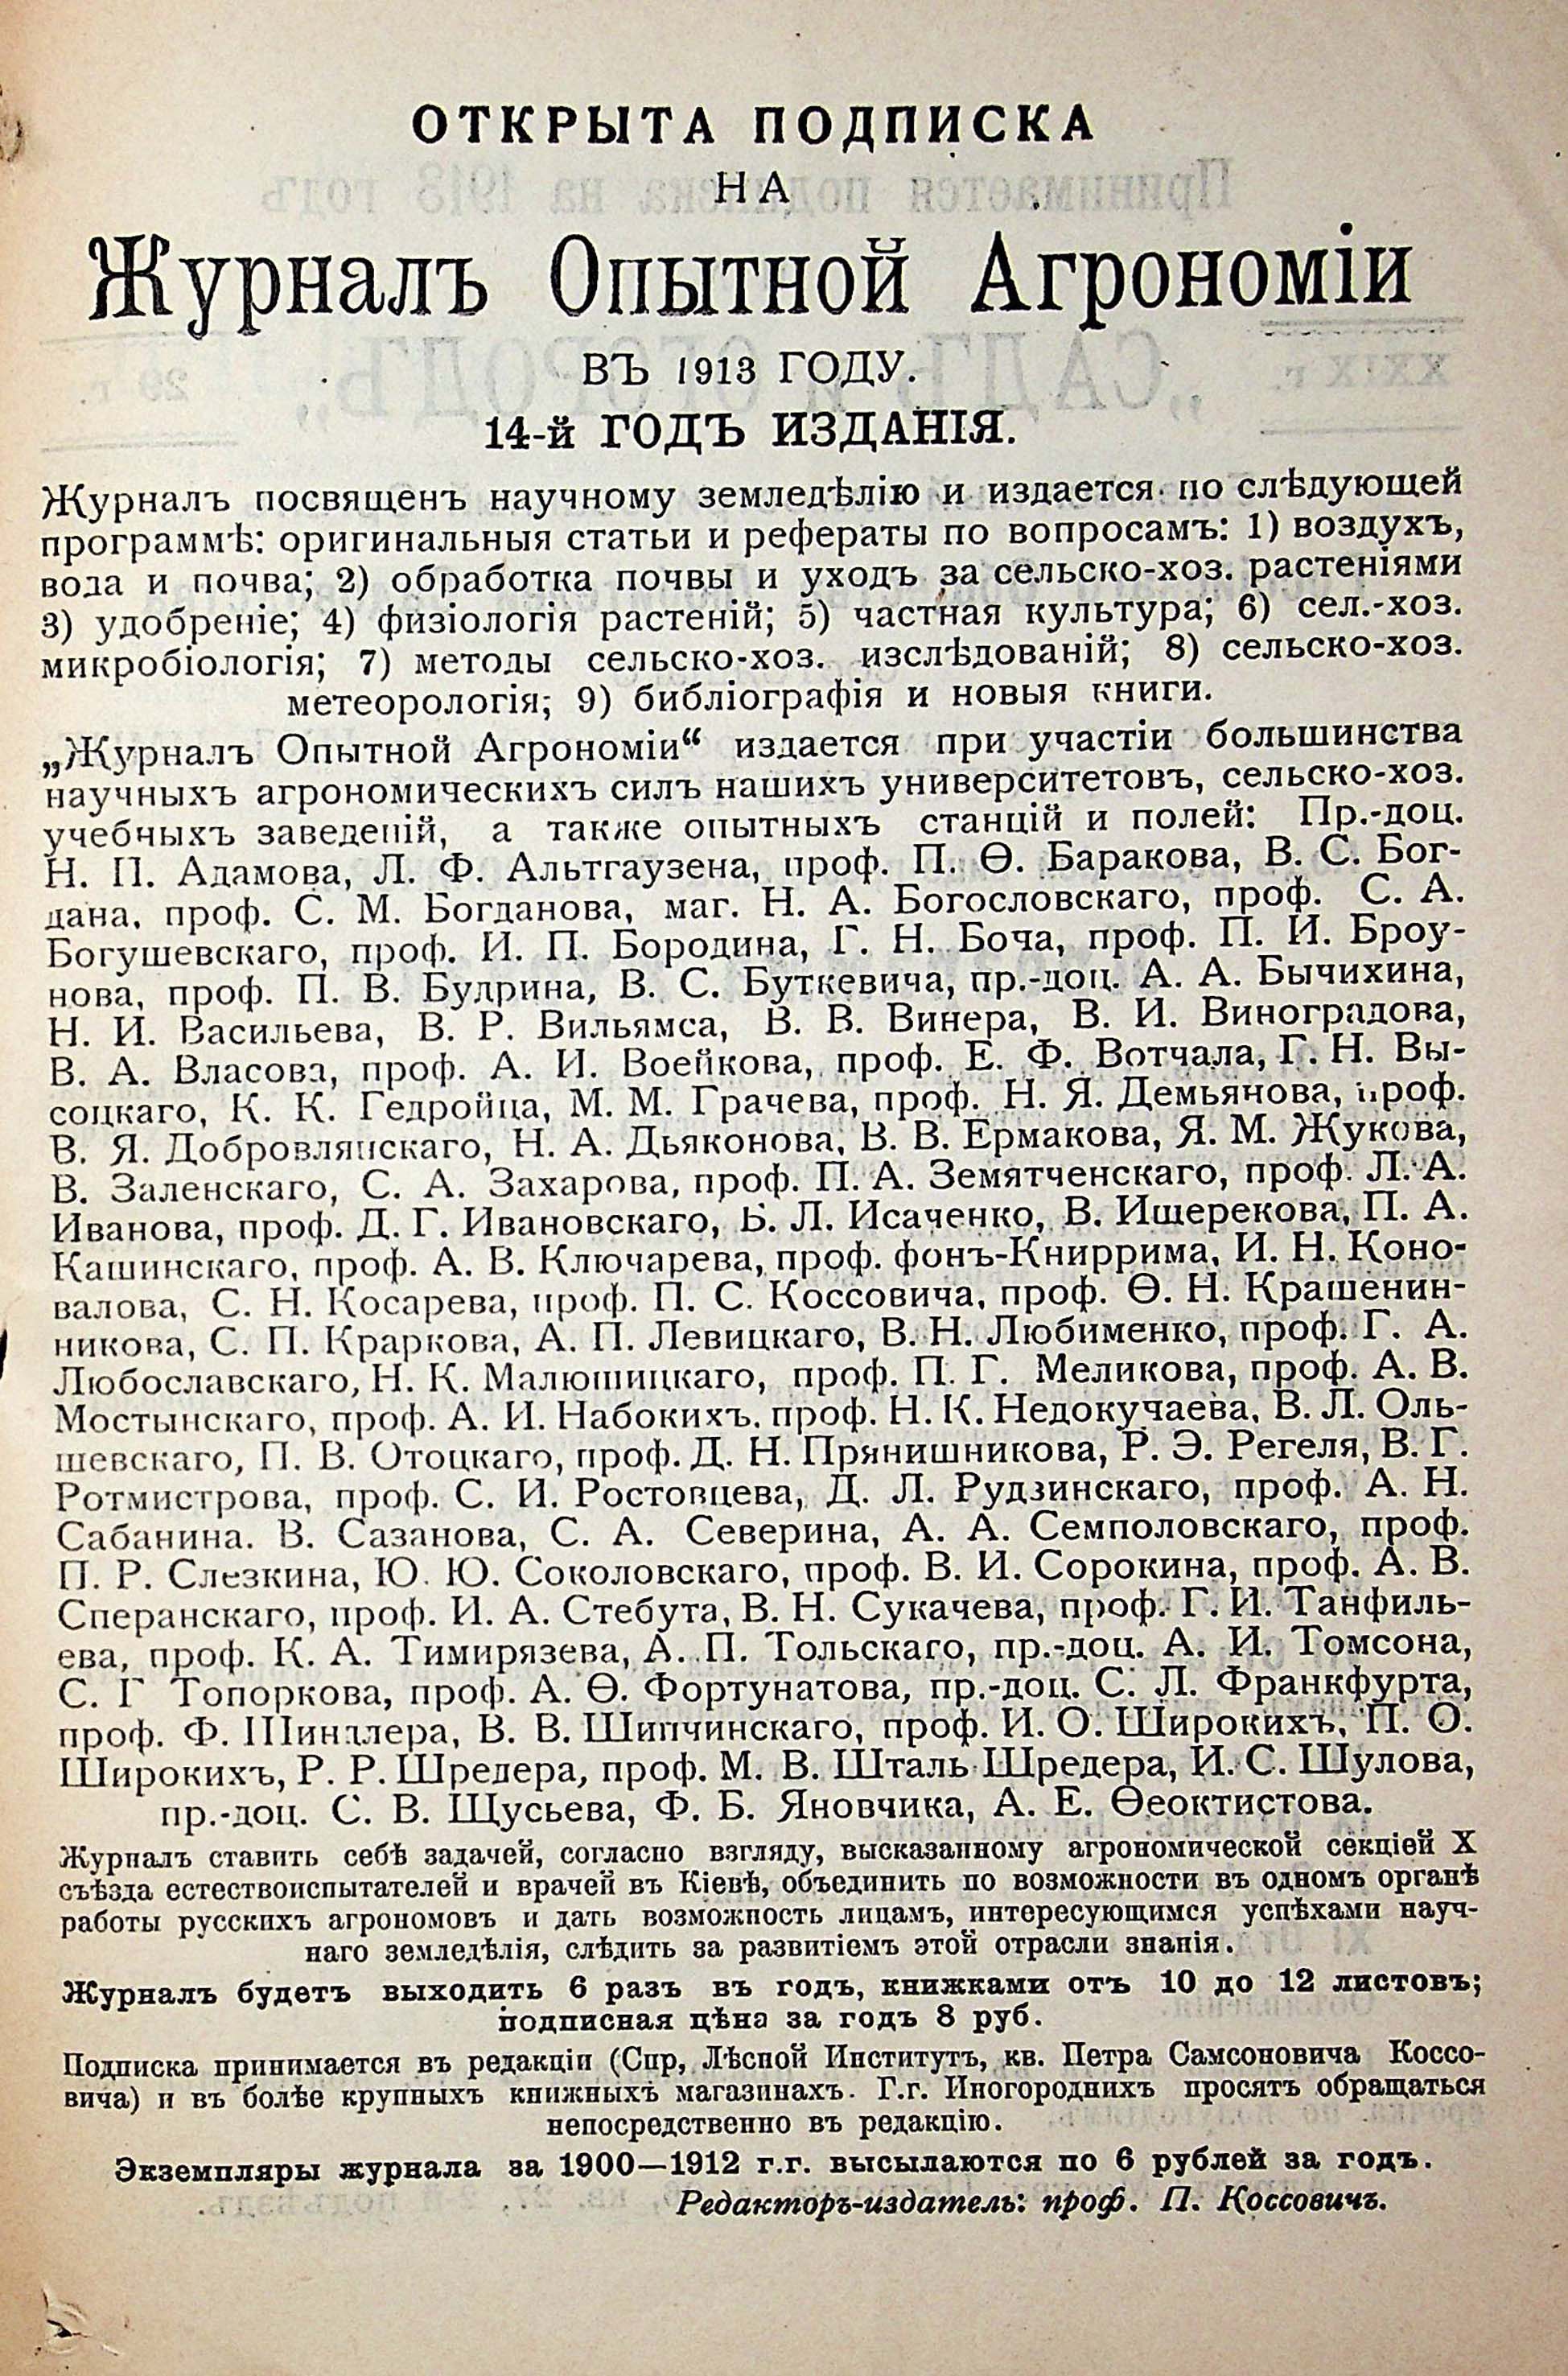 ОТКРЫТА ПОДПИСКА
НА
Журналъ Опытной Агрономіи
ВЪ 1913 ГОДУ.
14-й ГОДЪ ИЗДАНІЯ.
Журналъ посвященъ научному земледѣлію и издается по слѣдующей
программѣ: оригинальныя статьи и рефераты по вопросамъ: 1) воздухъ,
вода и почва; 2) обработка почвы и уходъ за сельско-хоз. растеніями
3) удобреніе; 4) физіологія растеній; 5) частная культура; 6) сел.-хоз.
микробіологія; 7) методы сельско-хоз. изслѣдованій; 8) сельско-хоз.
метеорологія; 9) библіографія и новыя книги.
„Журналъ Опытной Агрономіи“ издается при участіи большинства
научныхъ агрономическихъ силъ нашихъ университетовъ, сельско-хоз.
учебныхъ заведеній, а также опытныхъ станцій и полей: Пр.-доц.
Н. П. Адамова, Л. Ф. Альтгаузена, проф. П. Ѳ. Баракова, В. С. Бог-
дана, проф. С. М. Богданова, маг. Н. А. Богословскаго, проф. С. А.
Богушевскаго, проф. И. П. Бородина, Г. Н. Боча, проф. П. И. Броу-
нова, проф. П. В. Будрина, В. С. Буткевича, пр.-доц. А. А. Бычихина,
Н. И. Васильева, В. Р. Вильямса, В. В. Винера, В. И. Виноградова,
В. А. Власова, проф. А. И. Воейкова, проф. Е. Ф. Вотчала, Г. Н. Вы-
соцкаго, К. К. Гедройца, М. М. Грачева, проф. Н. Я. Демьянова, проф.
В. Я. Добровлянскаго, Н. А. Дьяконова, В. В. Ермакова, Я. М. Жукова,
В. Заленскаго, С. А. Захарова, проф. П. А. Земятченскаго, проф. Л. А.
Иванова, проф. Д. Г. Ивановскаго, Б. Л. Исаченко, В. Ищерекова, П. А.
Кашинскаго, проф. А. В. Ключарева, проф. фонъ-Книррима, И. Н. Коно-
валова, С. Н. Косарева, проф. П. С. Коссовича, проф. Ѳ. Н. Крашенин-
никова, С. П. Краркова, А. П. Левицкаго, В. Н. Любименко, проф. Г. А.
Любославскаго, Н. К. Малюшицкаго, проф. П. Г. Меликова, проф. А. В.
Мостынскаго, проф. А. И. Набокихъ. проф. Н. К. Недокучаева, В. Л. Оль-
шевскаго, П. В. Отоцкаго, проф. Д. Н. Прянишникова, Р. Э. Регеля, В. Г.
Ротмистрова, проф. С. И. Ростовцева, Д. Л. Рудзинскаго, проф. А. Н.
Сабанина. В. Сазанова, С. А. Северина, А. А. Семполовскаго, проф.
П. Р. Слезкина, Ю. Ю. Соколовскаго, проф. В. И. Сорокина, проф. А. В.
Сперанскаго, проф. И. А. Стебута, В. Н. Сукачева, проф. Г. И. Танфиль-
ева, проф. К. А. Тимирязева, А. П. Тольскаго, пр.-доц. А. И. Томсона,
С. Г Топоркова, проф. А. Ѳ. Фортунатова, пр.-доц. С. Л. Франкфурта,
проф. Ф. Шиндлера, В. В. Шипчинскаго, проф. И. О. Широкихъ, П. О.
Широкихъ, Р. Р. Шредера, проф. М. В. Шталь Шредера, И. С. Шулова,
пр.-доц. С. В. Щусьева, Ф. Б. Яновчика, А. Е. Ѳеоктистова.
Журналъ ставитъ себѣ задачей, согласно взгляду, высказанному агрономической секціей X
съѣзда естествоиспытателей и врачей въ Кіевѣ, объединить по возможности въ одномъ органѣ
работы русскихъ агрономовъ и дать возможность лицамъ, интересующимся успѣхами науч-
наго земледѣлія, слѣдить за развитіемъ этой отрасли знанія.
Журналъ будетъ выходить 6 разъ въ годъ, книжками отъ 10 до 12 листовъ;
подписная цѣна за годъ 8 руб.
Подписка принимается въ редакціи (Спр, Лѣсной Институтъ, кв. Петра Самсоновича Коссо-
вича) и въ болѣе крупныхъ книжныхъ магазинахъ. Г.г. Иногороднихъ просятъ обращаться
непосредственно въ редакцію.
Экземпляры журнала за 1900—1912 г.г. высылаются по 6 рублей за годъ.
Редакторъ-издатель: проф. П. Коссовичъ.